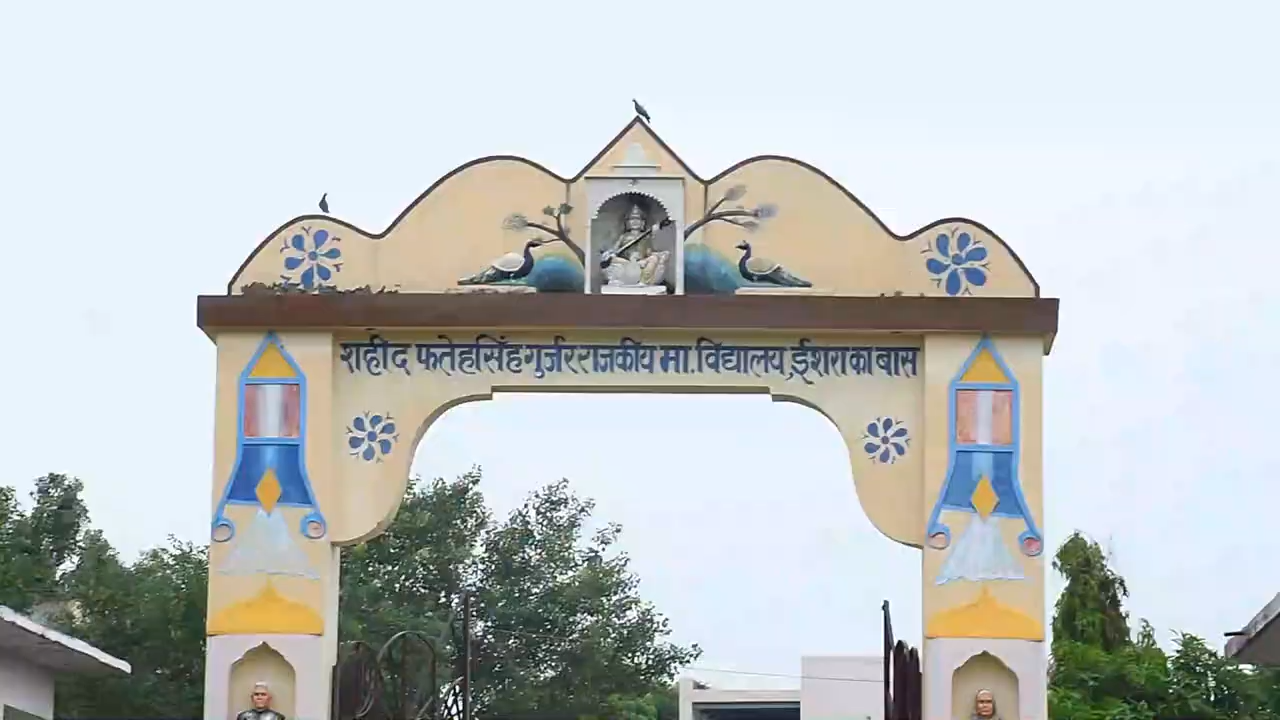 शहीद फतेहसिंह गुर्जर राजकीय मा. विद्यालय, ईशरा का बास